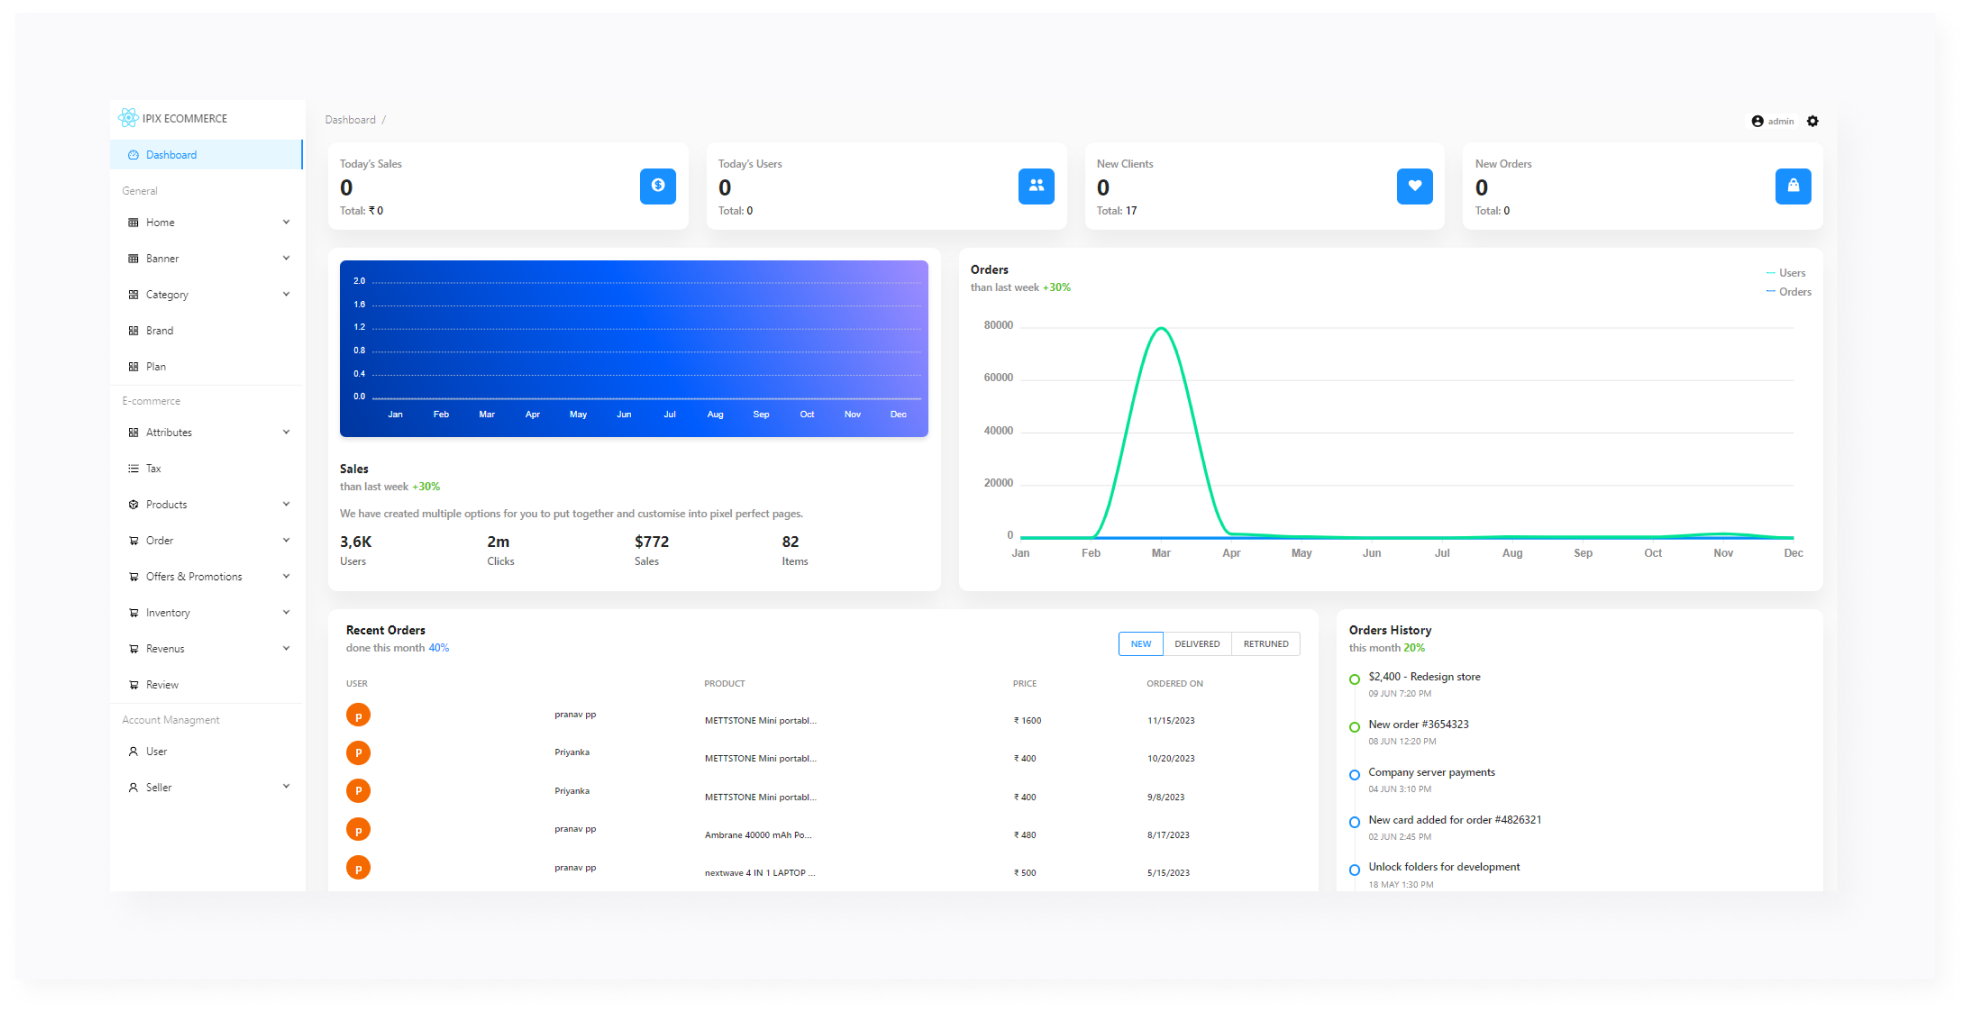 IPIX ECOMMERCE
Dashboard
General
Home
Banner
Category
Brand
Plan
E-commerce
Attributes
Tax
Products
Order
Offers & Promotions
Inventory
Revenus
Review
Account Managment
User
Seller
Dashboard /
admin
Today's Sales
0
Total: ₹ 0
Today's Users
0
Total: 0
New Clients
0
Total: 17
New Orders
0
Total: 0
2.0
1.6
1.2
0.8
0.4
0.0
Jan Feb Mar Apr May Jun Jul Aug Sep Oct Nov Dec
Sales
than last week +30%
We have created multiple options for you to put together and customise into pixel perfect pages.
3,6K 2m $772 82
Users Clicks Sales Items
Orders
than last week +30%
Users
Orders
80000
60000
40000
20000
0
Jan Feb Mar Apr May Jun Jul Aug Sep Oct Nov Dec
Recent Orders
done this month 40%
NEW DELIVERED RETRUNED
USER PRODUCT PRICE ORDERED ON
p pranav pp METTSTONE Mini portabl... ₹ 1600 11/15/2023
P Priyanka METTSTONE Mini portabl... ₹ 400 10/20/2023
P Priyanka METTSTONE Mini portabl... ₹ 400 9/8/2023
p pranav pp Ambrane 40000 mAh Po... ₹ 480 8/17/2023
p pranav pp nextwave 4 IN 1 LAPTOP ... ₹ 500 5/15/2023
Orders History
this month 20%
$2,400 - Redesign store
09 JUN 7:20 PM
New order #3654323
08 JUN 12:20 PM
Company server payments
04 JUN 3:10 PM
New card added for order #4826321
02 JUN 2:45 PM
Unlock folders for development
18 MAY 1:30 PM